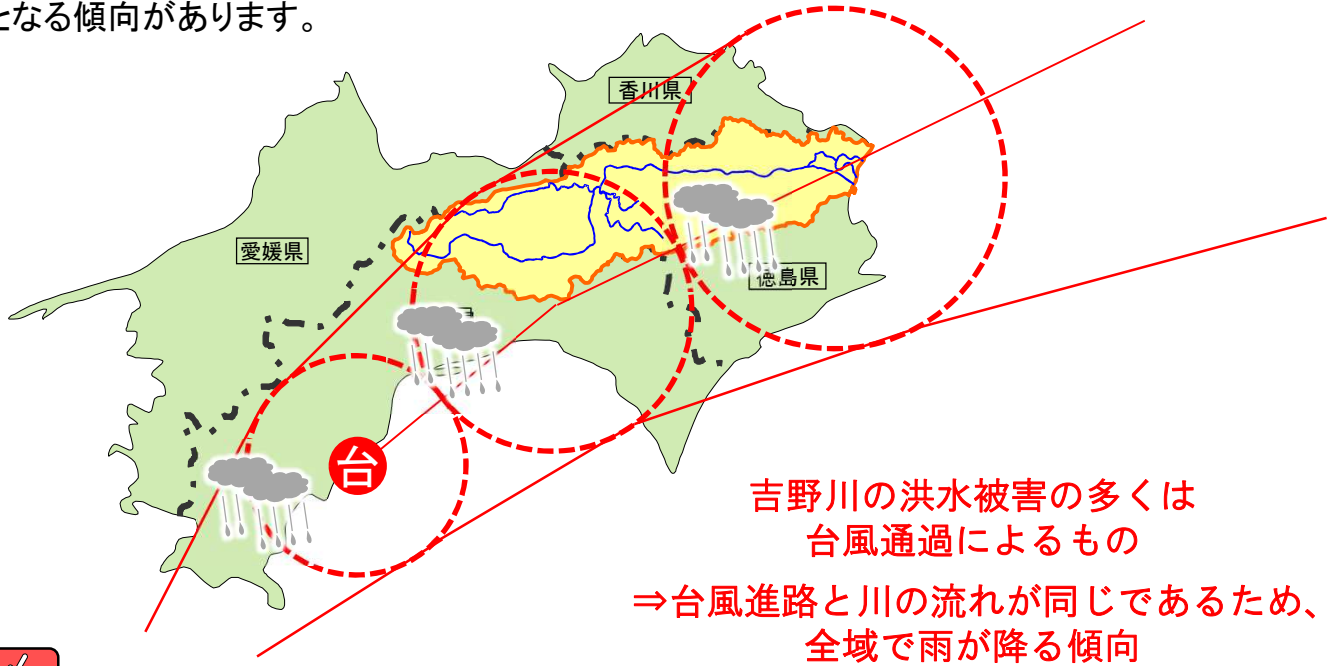 となる傾向があります。
香川県
愛媛県
徳島県
台
吉野川の洪水被害の多くは
台風通過によるもの
⇒台風進路と川の流れが同じであるため、
全域で雨が降る傾向